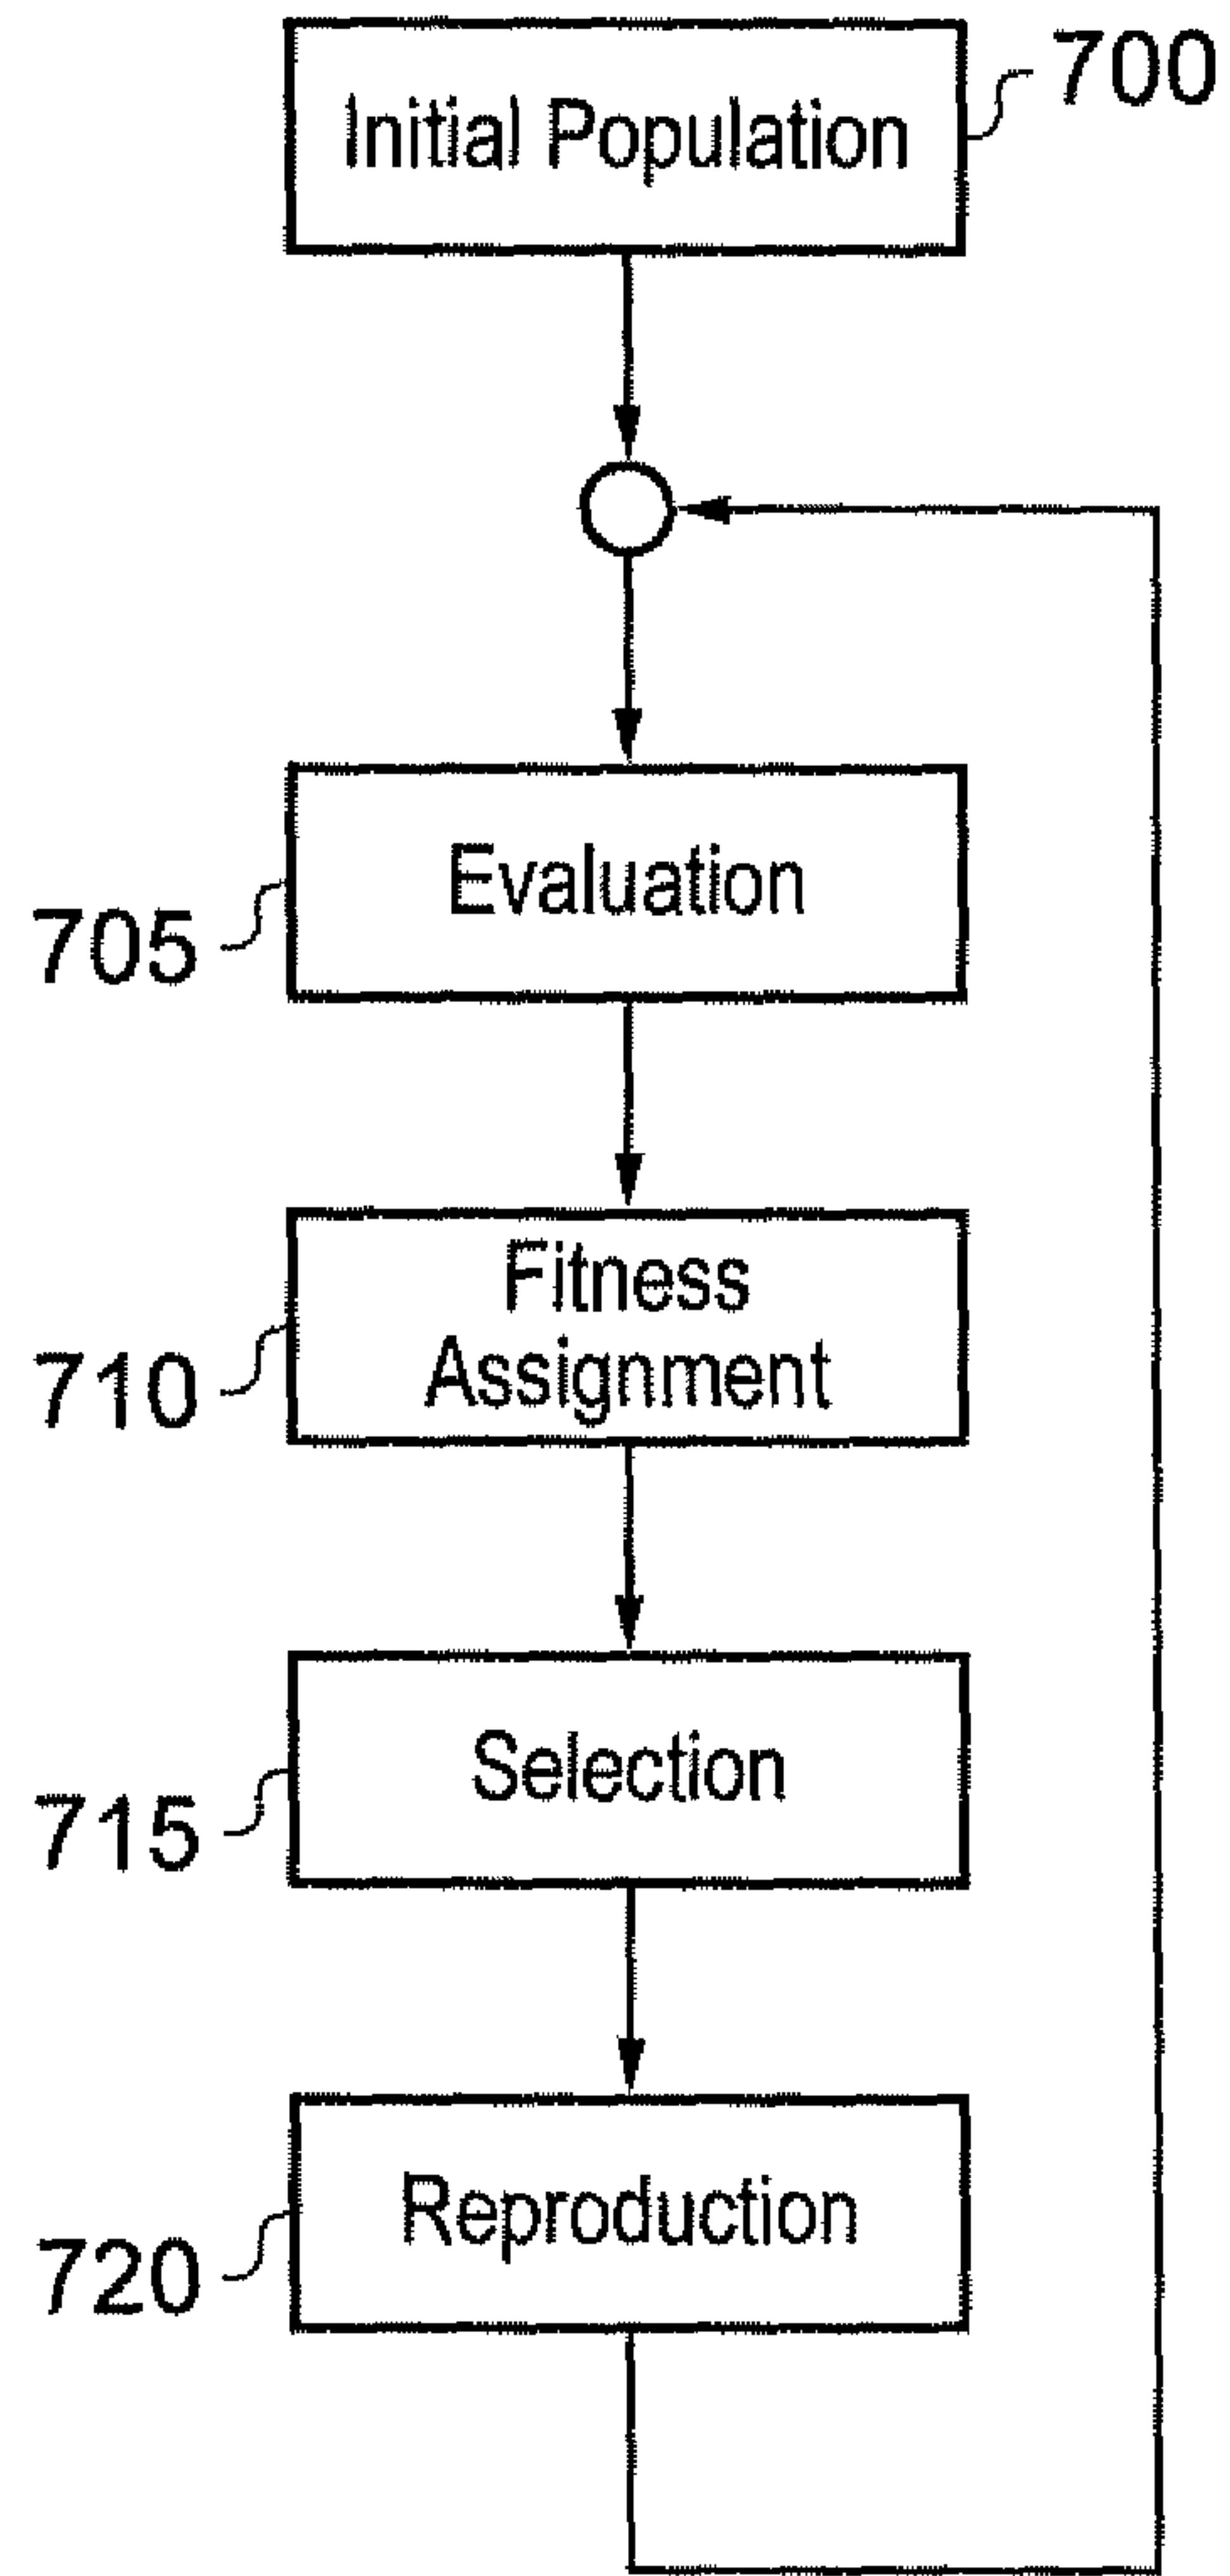 Initial Population
700
Evaluation
705
Fitness
Assignment
710
Selection
715
Reproduction
720